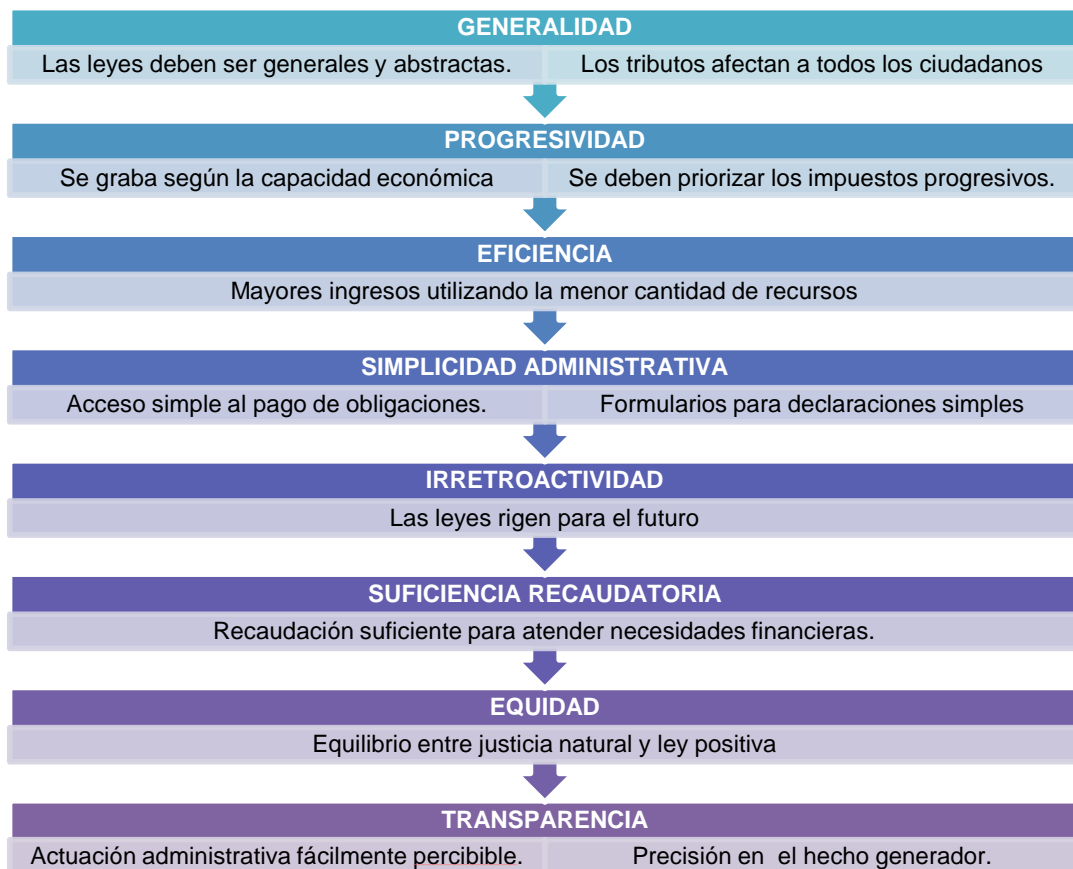 GENERALIDAD
Las leyes deben ser generales y abstractas.
Los tributos afectan a todos los ciudadanos
PROGRESIVIDAD
Se graba según la capacidad económica
Se deben priorizar los impuestos progresivos.
EFICIENCIA
Mayores ingresos utilizando la menor cantidad de recursos
SIMPLICIDAD ADMINISTRATIVA
Acceso simple al pago de obligaciones.
Formularios para declaraciones simples
IRRETROACTIVIDAD
Las leyes rigen para el futuro
SUFICIENCIA RECAUDATORIA
Recaudación suficiente para atender necesidades financieras.
EQUIDAD
Equilibrio entre justicia natural y ley positiva
TRANSPARENCIA
Actuación administrativa fácilmente percibible.
Precisión en el hecho generador.